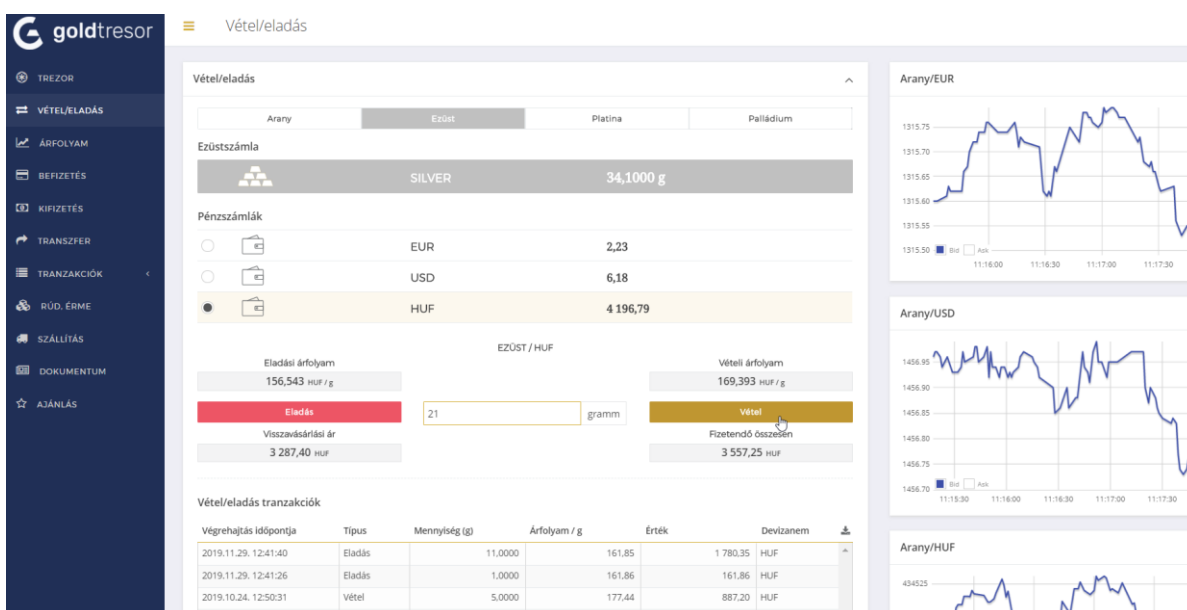 goldtresor
Vétel/eladás
TREZOR
VÉTEL/ELADÁS
ÁRFOLYAM
BEFIZETÉS
KIFIZETÉS
TRANSZFER
TRANZAKCIÓK
RÚD, ÉRME
SZÁLLÍTÁS
DOKUMENTUM
AJÁNLÁS
Vétel/eladás
Arany Ezüst Platina Palládium
Ezüstszámla
SILVER 34,1000 g
Pénzszámlák
EUR 2,23
USD 6,18
HUF 4 196,79
EZÜST / HUF
Eladási árfolyam Vételi árfolyam
156,543 HUF / g 169,393 HUF / g
Eladás 21 gramm Vétel
Visszavásárlási ár Fizetendő összesen
3 287,40 HUF 3 557,25 HUF
Vétel/eladás tranzakciók
Végrehajtás időpontja Típus Mennyiség (g) Árfolyam / g Érték Devizanem
2019.11.29. 12:41:40 Eladás 11,0000 161,85 1 780,35 HUF
2019.11.29. 12:41:26 Eladás 1,0000 161,86 161,86 HUF
2019.10.24. 12:50:31 Vétel 5,0000 177,44 887,20 HUF
Arany/EUR
1315.75
1315.70
1315.65
1315.60
1315.55
1315.50 Bid Ask
11:16:00 11:16:30 11:17:00 11:17:30
Arany/USD
1456.95
1456.90
1456.85
1456.80
1456.75
1456.70 Bid Ask
11:15:30 11:16:00 11:16:30 11:17:00 11:17:30
Arany/HUF
434525